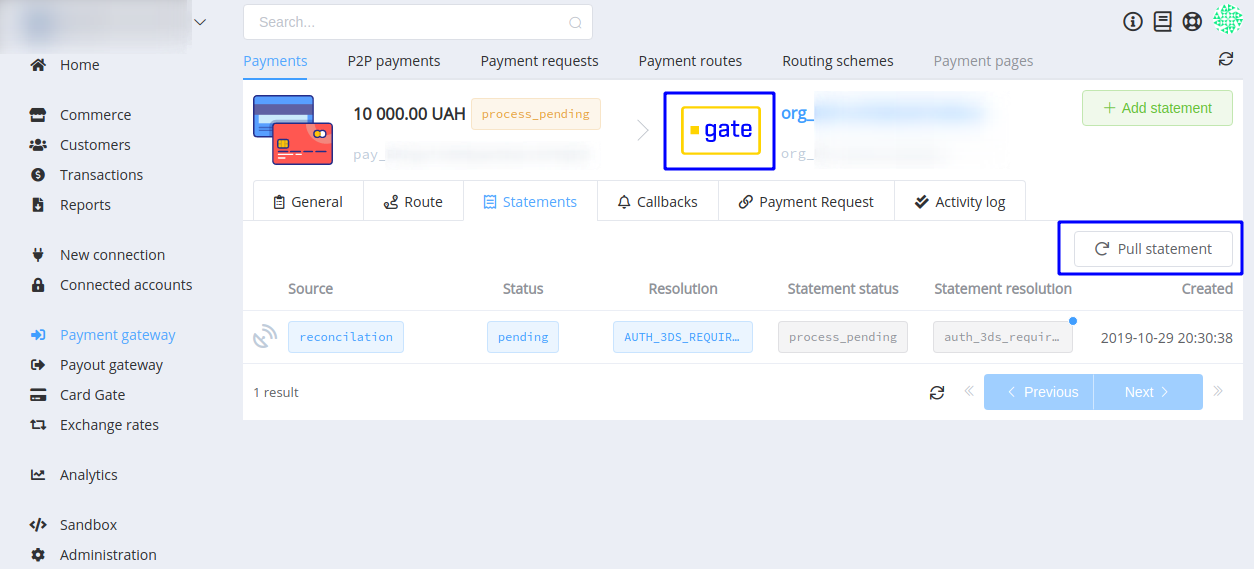 Search...
Home
Commerce
Customers
Transactions
Reports
New connection
Connected accounts
Payment gateway
Payout gateway
Card Gate
Exchange rates
Analytics
Sandbox
Administration
Payments P2P payments Payment requests Payment routes Routing schemes Payment pages
10 000.00 UAH process_pending
pay_
gate
org_
org_
+ Add statement
General Route Statements Callbacks Payment Request Activity log
Pull statement
Source Status Resolution Statement status Statement resolution Created
reconcilation pending AUTH_3DS_REQUIR… process_pending auth_3ds_requir… 2019-10-29 20:30:38
1 result
« < Previous Next > »